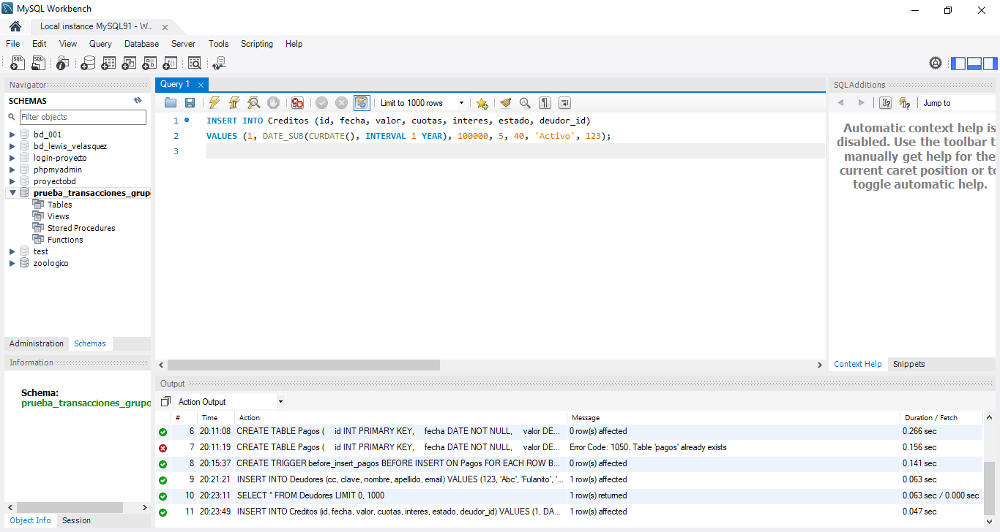 MySQL Workbench
Local instance MySQL91 - W...
File Edit View Query Database Server Tools Scripting Help
Navigator
SCHEMAS
Filter objects
bd_001
bd_lewis_velasquez
login-proyecto
phpmyadmin
proyectobd
prueba_transacciones_grupo
Tables
Views
Stored Procedures
Functions
test
zoologico
Administration Schemas
Information
Schema:
prueba_transacciones_grupo
Object Info Session
Query 1
Limit to 1000 rows
1 INSERT INTO Creditos (id, fecha, valor, cuotas, interes, estado, deudor_id)
2 VALUES (1, DATE_SUB(CURDATE(), INTERVAL 1 YEAR), 100000, 5, 40, 'Activo', 123);
3
SQLAdditions
Jump to
Automatic context help is
disabled. Use the toolbar t
manually get help for the
current caret position or to
toggle automatic help.
Context Help Snippets
Output
Action Output
# Time Action Message Duration / Fetch
6 20:11:08 CREATE TABLE Pagos ( id INT PRIMARY KEY, fecha DATE NOT NULL, valor DE... 0 row(s) affected 0.266 sec
7 20:11:19 CREATE TABLE Pagos ( id INT PRIMARY KEY, fecha DATE NOT NULL, valor DE... Error Code: 1050. Table 'pagos' already exists 0.156 sec
8 20:15:37 CREATE TRIGGER before_insert_pagos BEFORE INSERT ON Pagos FOR EACH ROW B... 0 row(s) affected 0.141 sec
9 20:21:21 INSERT INTO Deudores (cc, clave, nombre, apellido, email) VALUES (123, 'Abc', 'Fulanito', '... 1 row(s) affected 0.063 sec
10 20:23:11 SELECT * FROM Deudores LIMIT 0, 1000 1 row(s) returned 0.063 sec / 0.000 sec
11 20:23:49 INSERT INTO Creditos (id, fecha, valor, cuotas, interes, estado, deudor_id) VALUES (1, DA... 1 row(s) affected 0.047 sec